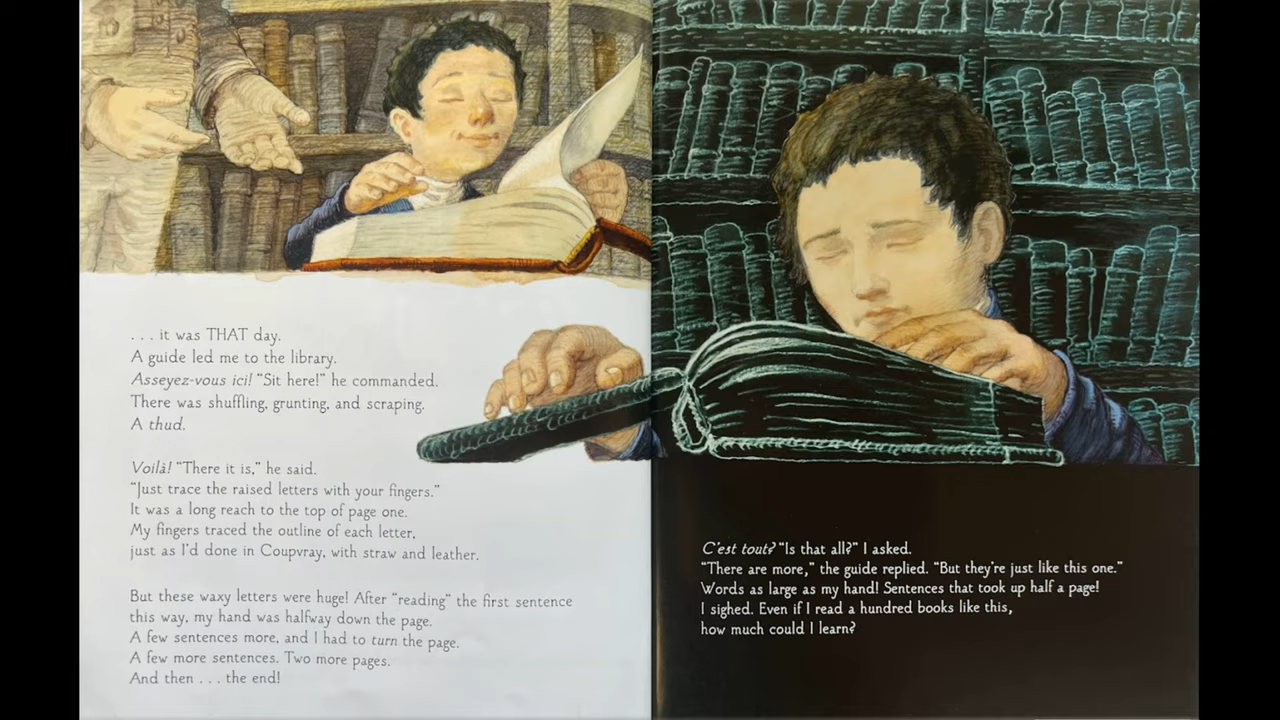 . . . it was THAT day.
A guide led me to the library.
Asseyez-vous ici! “Sit here!” he commanded.
There was shuffling, grunting, and scraping.
A thud.
Voilà! “There it is,” he said.
“Just trace the raised letters with your fingers.”
It was a long reach to the top of page one.
My fingers traced the outline of each letter,
just as I’d done in Coupvray, with straw and leather.
But these waxy letters were huge! After “reading” the first sentence
this way, my hand was halfway down the page.
A few sentences more, and I had to turn the page.
A few more sentences. Two more pages.
And then . . . the end!
C’est tout? “Is that all?” I asked.
“There are more,” the guide replied. “But they’re just like this one.”
Words as large as my hand! Sentences that took up half a page!
I sighed. Even if I read a hundred books like this,
how much could I learn?